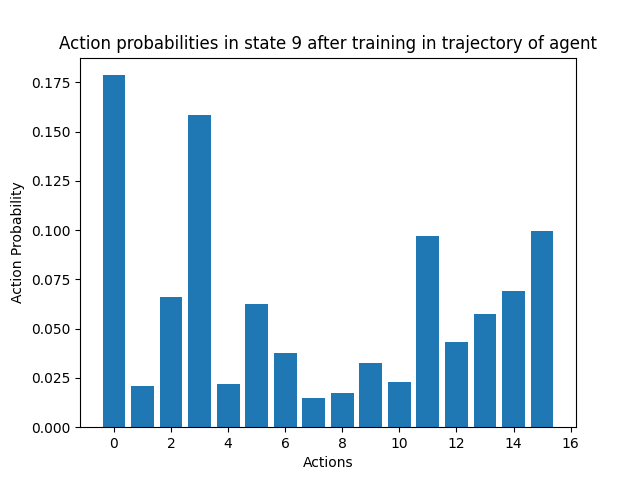 Action probabilities in state 9 after training in trajectory of agent
Action Probability
0.175
0.150
0.125
0.100
0.075
0.050
0.025
0.000
0 2 4 6 8 10 12 14 16
Actions